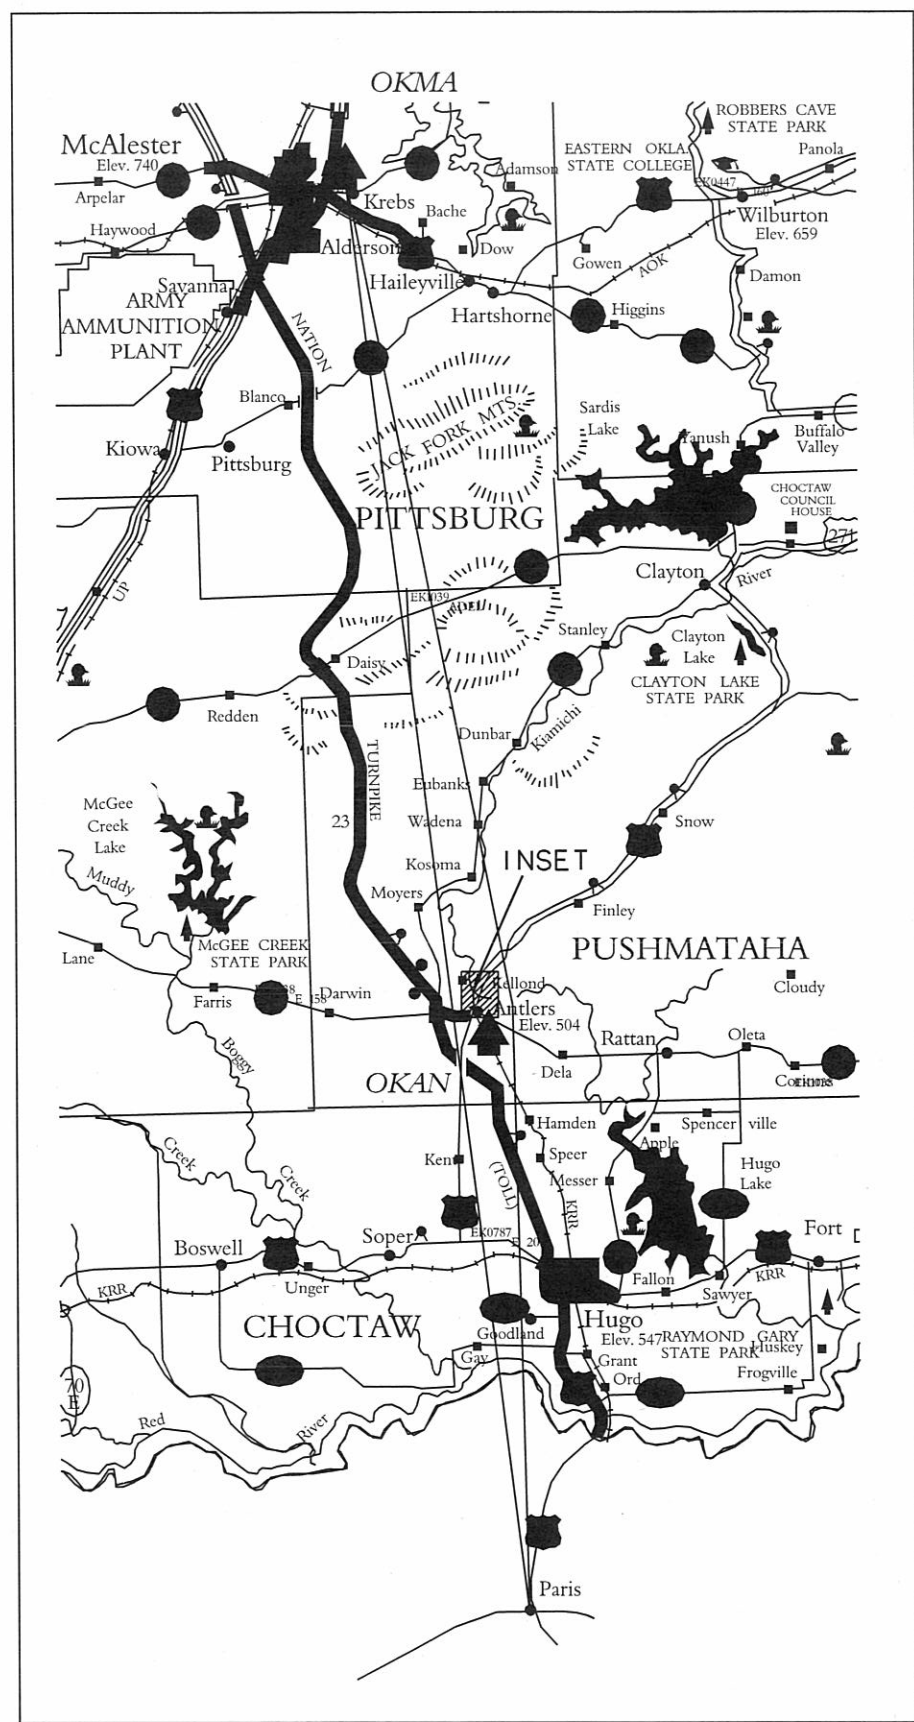 OKMA
ROBBERS CAVE
STATE PARK
McAlester
Elev. 740
EASTERN OKLA.
STATE COLLEGE
Panola
Adamson
EK0447
Arpelar
Krebs
Bache
Wilburton
Elev. 659
Haywood
Alderson
Dow
Gowen
AOK
Damon
Savanna
Haileyville
ARMY
AMMUNITION
PLANT
Hartshorne
Higgins
NATION
Blanco
JACK FORK MTS.
Sardis
Lake
Yanush
Buffalo
Valley
Kiowa
Pittsburg
CHOCTAW
COUNCIL
HOUSE
PITTSBURG
271
Clayton
River
UP
EK1039
Stanley
Clayton
Lake
Daisy
CLAYTON LAKE
STATE PARK
Redden
Kiamichi
Dunbar
TURNPIKE
Eubanks
McGee
Creek
Lake
23
Wadena
Snow
INSET
Kosoma
Muddy
Moyers
Finley
Lane
McGEE CREEK
STATE PARK
PUSHMATAHA
Kellond
Cloudy
Farris
E 158
Darwin
Antlers
Elev. 504
Rattan
Oleta
Boggy
Dela
Corinne
EK1038
OKAN
Hamden
Spencer ville
Apple
Creek
Ken
Speer
Hugo
Lake
Creek
(TOLL)
Messer
KRR
EK0787
Soper
Fort
Boswell
Unger
Fallon
KRR
KRR
Sawyer
CHOCTAW
Goodland
Hugo
Elev. 547
RAYMOND GARY
STATE PARK
Huskey
Gay
Grant
Ord
Frogville
70
E
Red
River
Paris